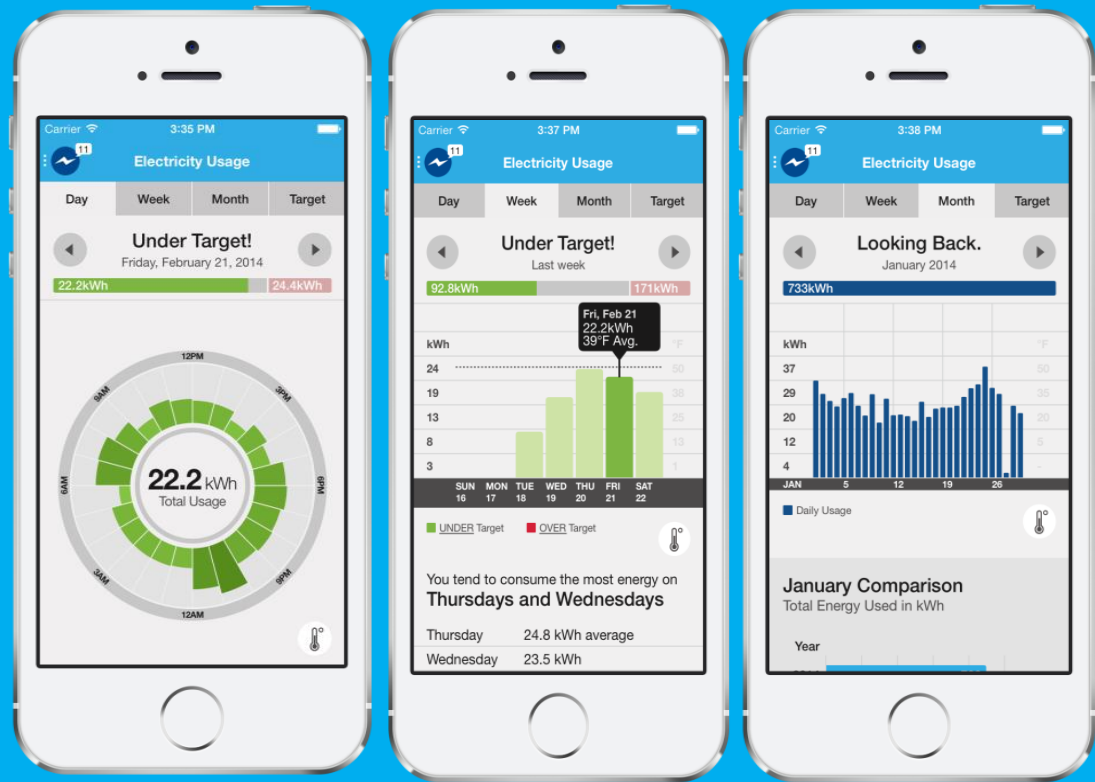 Carrier 3:35 PM
11
Electricity Usage
Day Week Month Target
Under Target!
Friday, February 21, 2014
22.2kWh 24.4kWh
12PM
3PM
6PM
9PM
12AM
3AM
6AM
9AM
22.2 kWh
Total Usage
Carrier 3:37 PM
11
Electricity Usage
Day Week Month Target
Under Target!
Last week
92.8kWh 171kWh
Fri, Feb 21
22.2kWh
39°F Avg.
kWh °F
24 50
19 38
13 25
8 13
3 1
SUN MON TUE WED THU FRI SAT
16 17 18 19 20 21 22
UNDER Target OVER Target
You tend to consume the most energy on
Thursdays and Wednesdays
Thursday 24.8 kWh average
Wednesday 23.5 kWh
Carrier 3:38 PM
11
Electricity Usage
Day Week Month Target
Looking Back.
January 2014
733kWh
kWh °F
37 50
29 35
20 20
12 5
4 -
JAN 5 12 19 26
Daily Usage
January Comparison
Total Energy Used in kWh
Year